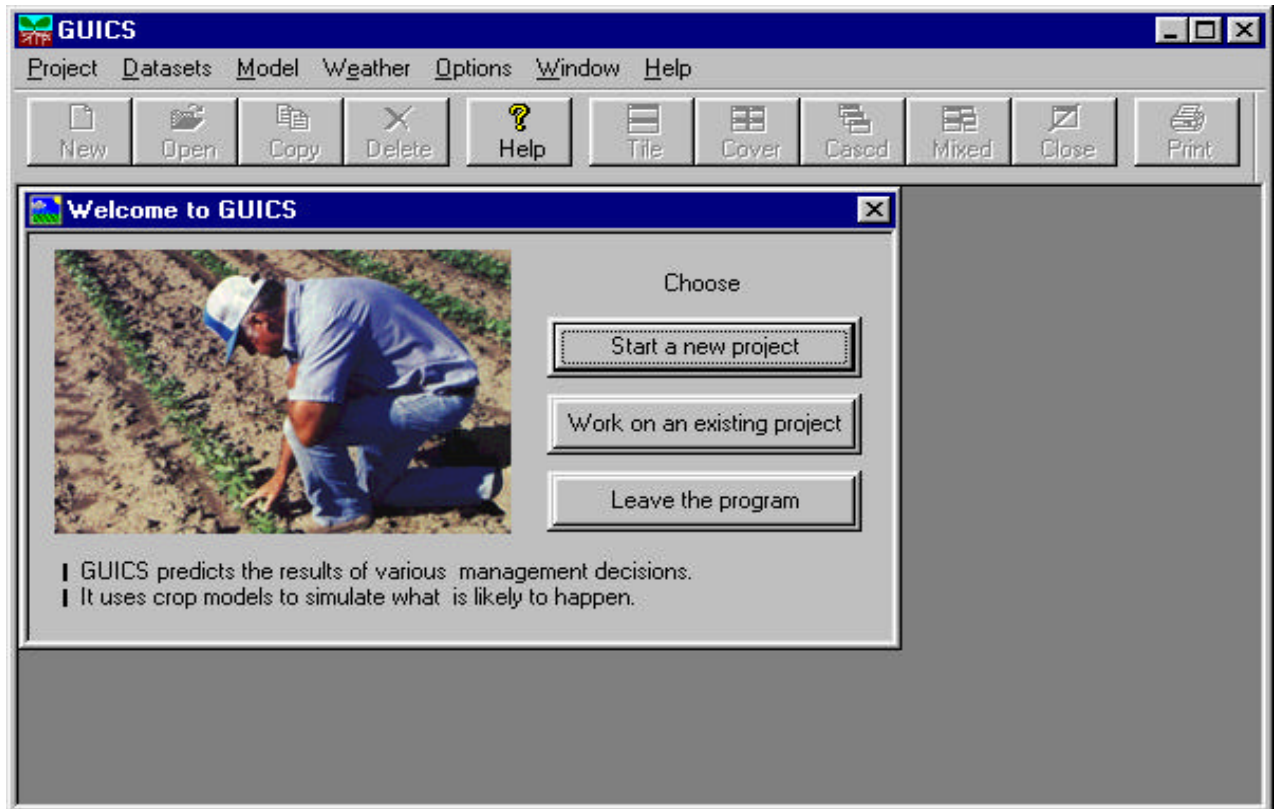 GUICS
Project Datasets Model Weather Options Window Help
New Open Copy Delete Help Tile Cover Cascd Mixed Close Print
Welcome to GUICS
Choose
Start a new project
Work on an existing project
Leave the program
GUICS predicts the results of various management decisions.
It uses crop models to simulate what is likely to happen.